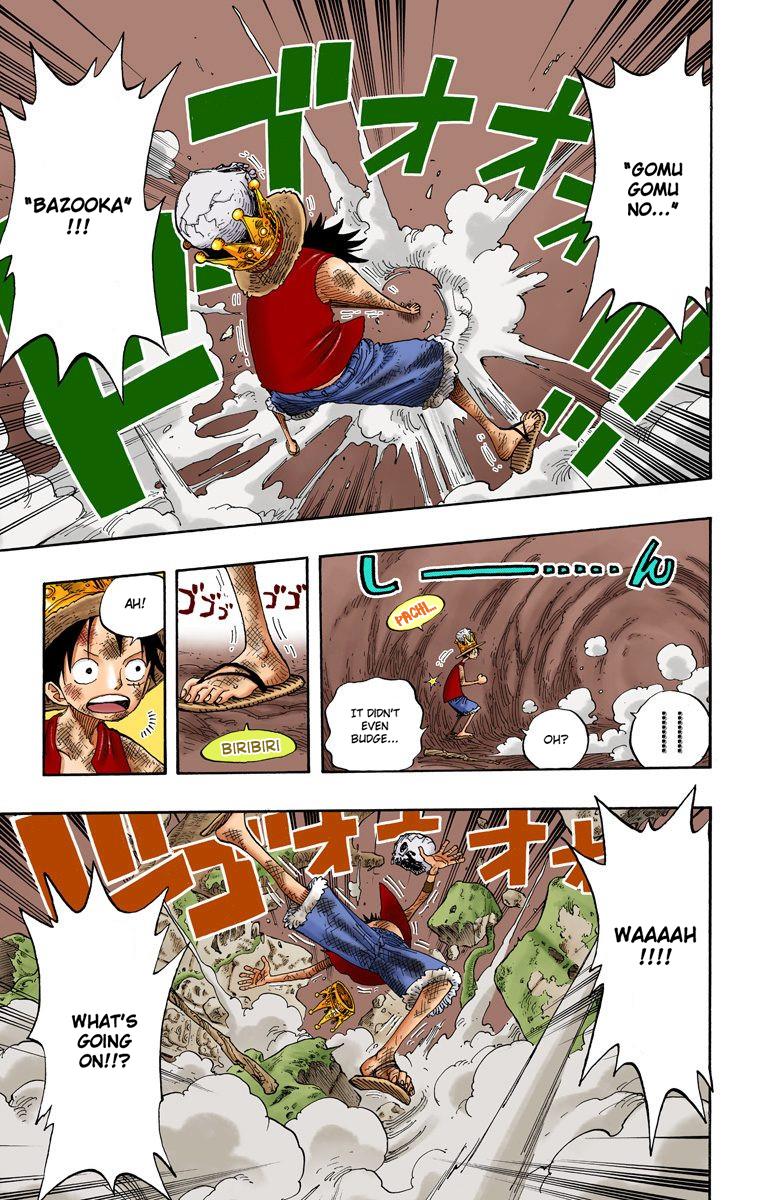 "GOMU
GOMU
NO..."
"BAZOOKA"
!!!
ドゴオオォ!!!
しーん
PACHI...
!!
OH?
IT DIDN'T
EVEN
BUDGE...
ゴゴゴ
ゴゴ
BIRIBIRI
AH!
WAAAAH
!!!!
WHAT'S
GOING
ON!!?